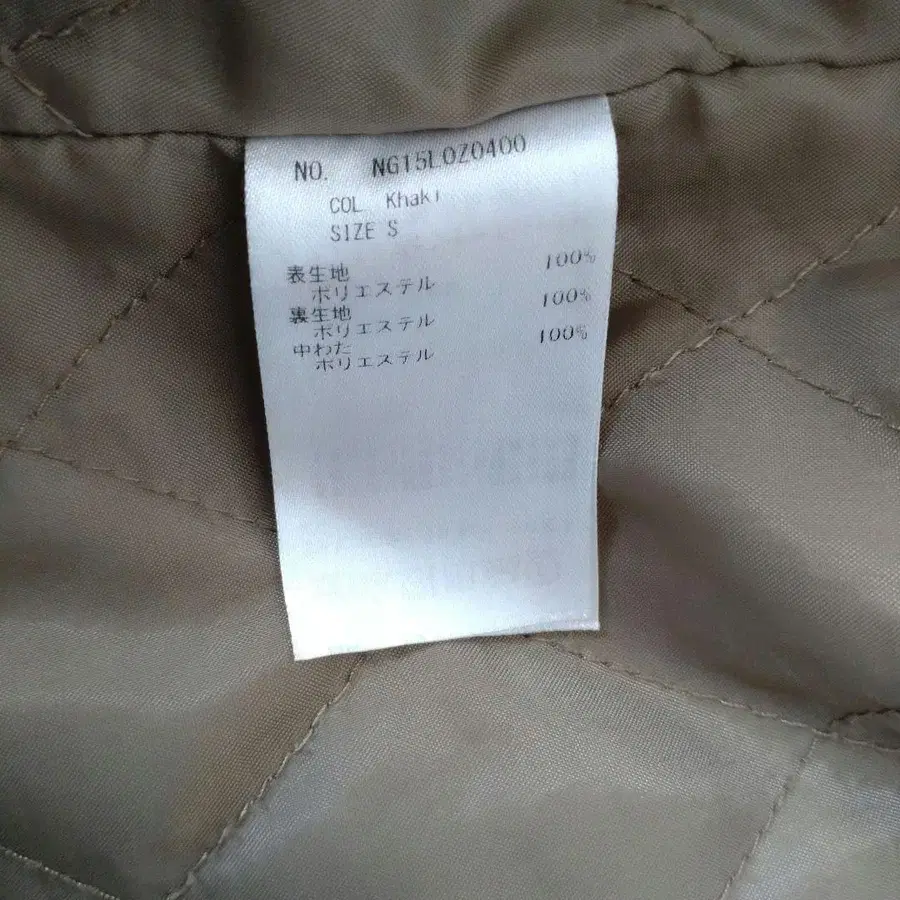 NO. NG15L0Z0400
COL Khaki
SIZE S
表生地
ポリエステル 100%
裏生地
ポリエステル 100%
中わた
ポリエステル 100%